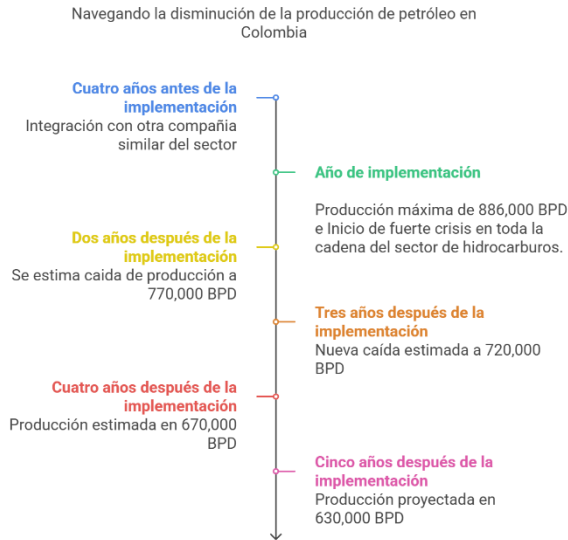 Navegando la disminución de la producción de petróleo en
Colombia
Cuatro años antes de la
implementación
Integración con otra compañia
similar del sector
Año de implementación
Producción máxima de 886,000 BPD
e Inicio de fuerte crisis en toda la
cadena del sector de hidrocarburos.
Dos años después de la
implementación
Se estima caida de producción a
770,000 BPD
Tres años después de la
implementación
Nueva caída estimada a 720,000
BPD
Cuatro años después de la
implementación
Producción estimada en 670,000
BPD
Cinco años después de la
implementación
Producción proyectada en
630,000 BPD